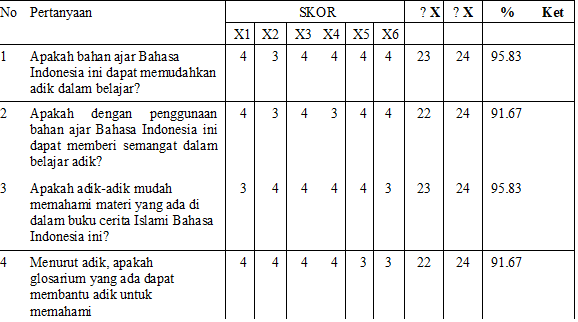 No Pertanyaan SKOR ? X ? X % Ket
X1 X2 X3 X4 X5 X6
1 Apakah bahan ajar Bahasa 4 3 4 4 4 4 23 24 95.83
Indonesia ini dapat memudahkan
adik dalam belajar?
2 Apakah dengan penggunaan 4 3 4 3 4 4 22 24 91.67
bahan ajar Bahasa Indonesia ini
dapat memberi semangat dalam
belajar adik?
3 Apakah adik-adik mudah 3 4 4 4 4 3 23 24 95.83
memahami materi yang ada di
dalam buku cerita Islami Bahasa
Indonesia ini?
4 Menurut adik, apakah 4 4 4 4 3 3 22 24 91.67
glosarium yang ada dapat
membantu adik untuk
memahami